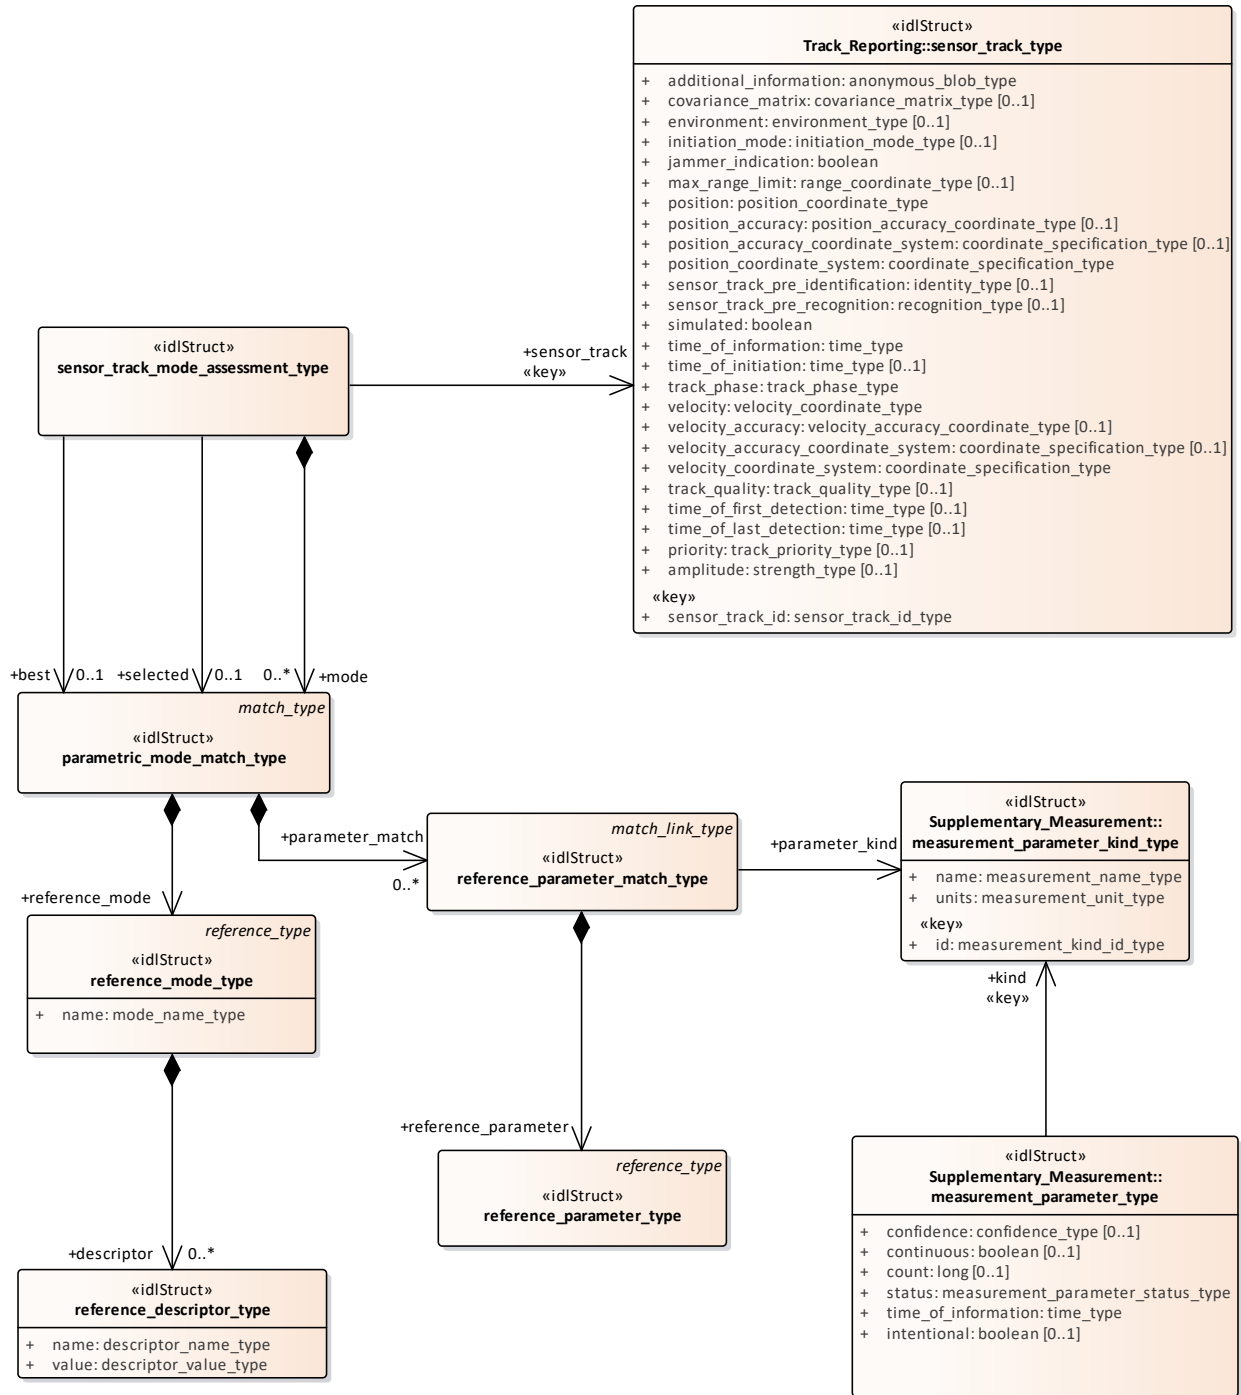 «idlStruct»
Track_Reporting::sensor_track_type
+ additional_information: anonymous_blob_type
+ covariance_matrix: covariance_matrix_type [0..1]
+ environment: environment_type [0..1]
+ initiation_mode: initiation_mode_type [0..1]
+ jammer_indication: boolean
+ max_range_limit: range_coordinate_type [0..1]
+ position: position_coordinate_type
+ position_accuracy: position_accuracy_coordinate_type [0..1]
+ position_accuracy_coordinate_system: coordinate_specification_type [0..1]
+ position_coordinate_system: coordinate_specification_type
+ sensor_track_pre_identification: identity_type [0..1]
+ sensor_track_pre_recognition: recognition_type [0..1]
+ simulated: boolean
+ time_of_information: time_type
+ time_of_initiation: time_type [0..1]
+ track_phase: track_phase_type
+ velocity: velocity_coordinate_type
+ velocity_accuracy: velocity_accuracy_coordinate_type [0..1]
+ velocity_accuracy_coordinate_system: coordinate_specification_type [0..1]
+ velocity_coordinate_system: coordinate_specification_type
+ track_quality: track_quality_type [0..1]
+ time_of_first_detection: time_type [0..1]
+ time_of_last_detection: time_type [0..1]
+ priority: track_priority_type [0..1]
+ amplitude: strength_type [0..1]
«key»
+ sensor_track_id: sensor_track_id_type
«idlStruct»
sensor_track_mode_assessment_type
+sensor_track
«key»
+best 0..1 +selected 0..1 0..* +mode
match_type
«idlStruct»
parametric_mode_match_type
+parameter_match
0..*
match_link_type
«idlStruct»
reference_parameter_match_type
+parameter_kind
«idlStruct»
Supplementary_Measurement::
measurement_parameter_kind_type
+ name: measurement_name_type
+ units: measurement_unit_type
«key»
+ id: measurement_kind_id_type
+reference_mode
reference_type
«idlStruct»
reference_mode_type
+ name: mode_name_type
+kind
«key»
+reference_parameter
reference_type
«idlStruct»
reference_parameter_type
«idlStruct»
Supplementary_Measurement::
measurement_parameter_type
+ confidence: confidence_type [0..1]
+ continuous: boolean [0..1]
+ count: long [0..1]
+ status: measurement_parameter_status_type
+ time_of_information: time_type
+ intentional: boolean [0..1]
+descriptor 0..*
«idlStruct»
reference_descriptor_type
+ name: descriptor_name_type
+ value: descriptor_value_type